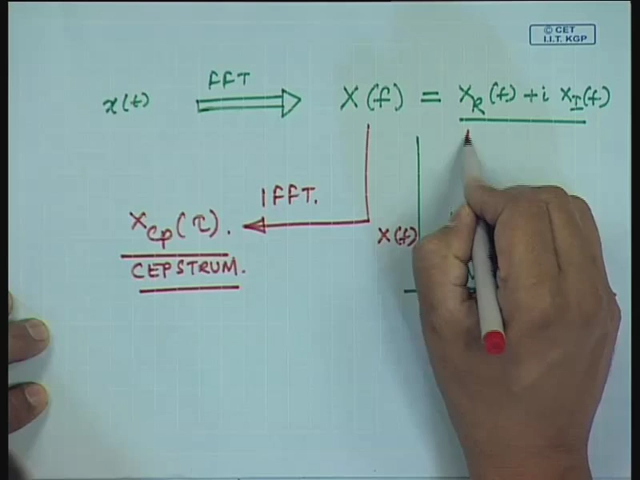 © CET
I.I.T. KGP
x(t) FFT X(f) = X_R(f) + i X_I(f)
IFFT.
X_cp(τ).
CEPSTRUM.
X(f)